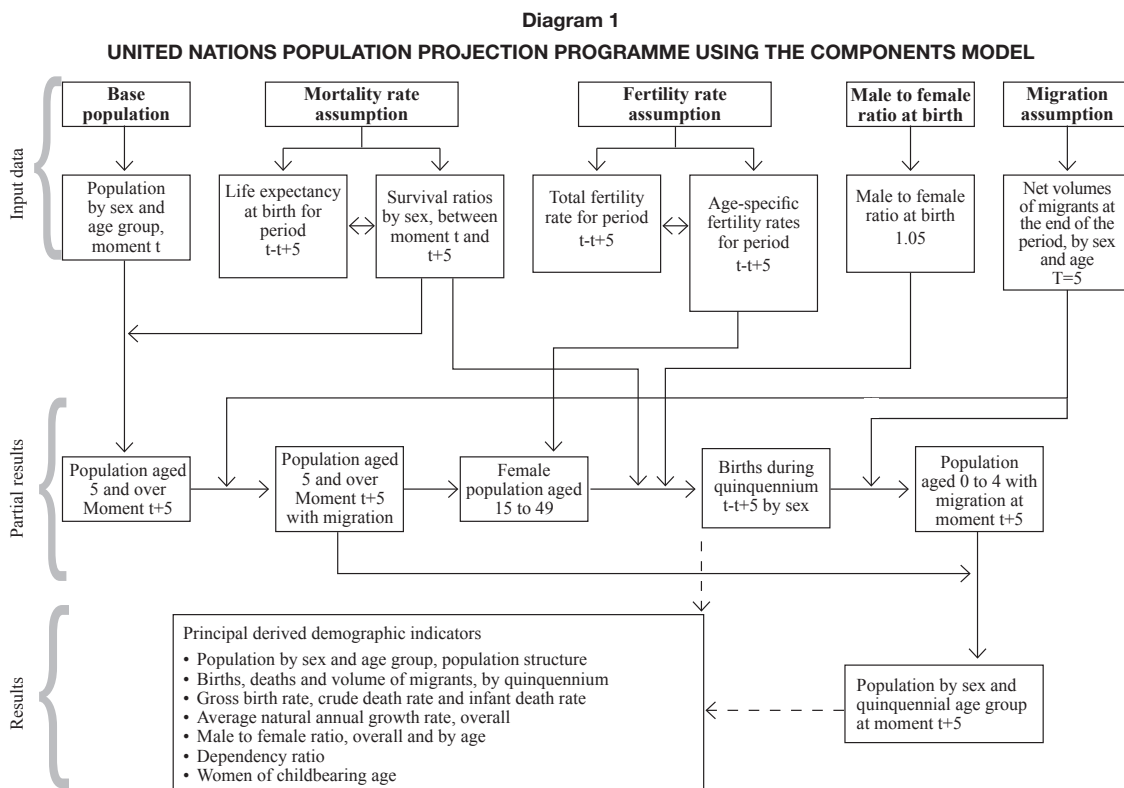 Diagram 1
UNITED NATIONS POPULATION PROJECTION PROGRAMME USING THE COMPONENTS MODEL
Input data
Base
population
Mortality rate
assumption
Fertility rate
assumption
Male to female
ratio at birth
Migration assumption
Population
by sex and
age group,
moment t
Life expectancy
at birth for
period
t-t+5
Survival ratios
by sex, between
moment t and
t+5
Total fertility
rate for period
t-t+5
Age-specific
fertility rates
for period
t-t+5
Male to female
ratio at birth
1.05
Net volumes
of migrants at
the end of the
period, by sex
and age
T=5
Partial results
Population aged
5 and over
Moment t+5
Population aged
5 and over
Moment t+5
with migration
Female
population aged
15 to 49
Births during
quinquennium
t-t+5 by sex
Population
aged 0 to 4 with
migration at
moment t+5
Results
Principal derived demographic indicators
• Population by sex and age group, population structure
• Births, deaths and volume of migrants, by quinquennium
• Gross birth rate, crude death rate and infant death rate
• Average natural annual growth rate, overall
• Male to female ratio, overall and by age
• Dependency ratio
• Women of childbearing age
Population by sex and
quinquennial age group
at moment t+5